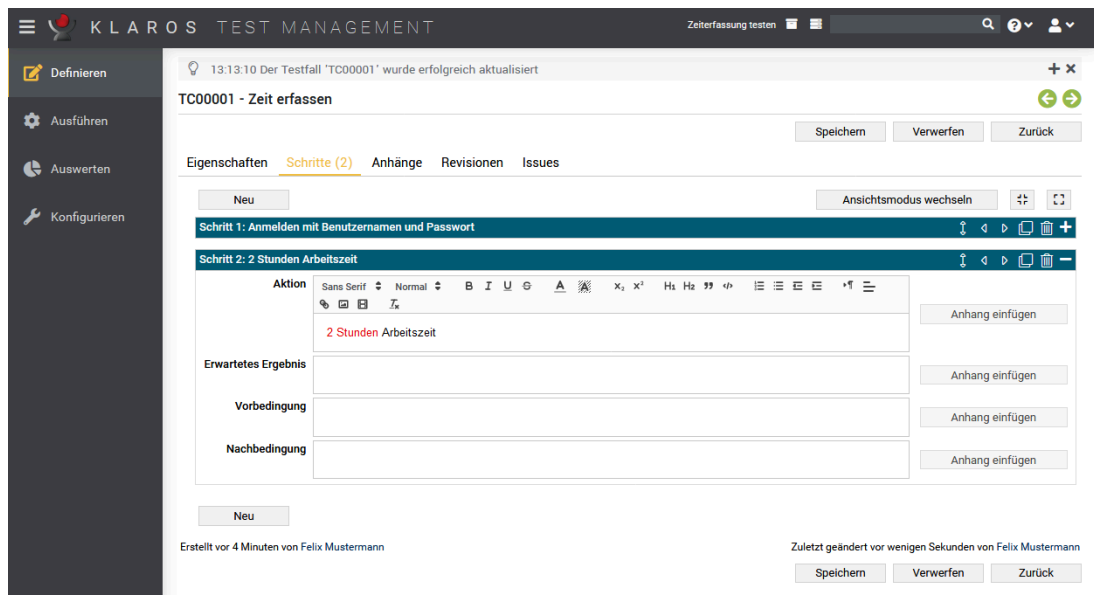 KLAROS TEST MANAGEMENT
Zeiterfassung testen
Definieren
Ausführen
Auswerten
Konfigurieren
13:13:10 Der Testfall 'TC00001' wurde erfolgreich aktualisiert
TC00001 - Zeit erfassen
Speichern Verwerfen Zurück
Eigenschaften Schritte (2) Anhänge Revisionen Issues
Neu Ansichtsmodus wechseln
Schritt 1: Anmelden mit Benutzernamen und Passwort
Schritt 2: 2 Stunden Arbeitszeit
Aktion Sans Serif Normal B I U S A A X₂ X² H₁ H₂
2 Stunden Arbeitszeit
Anhang einfügen
Erwartetes Ergebnis Anhang einfügen
Vorbedingung Anhang einfügen
Nachbedingung Anhang einfügen
Neu
Erstellt vor 4 Minuten von Felix Mustermann Zuletzt geändert vor wenigen Sekunden von Felix Mustermann
Speichern Verwerfen Zurück